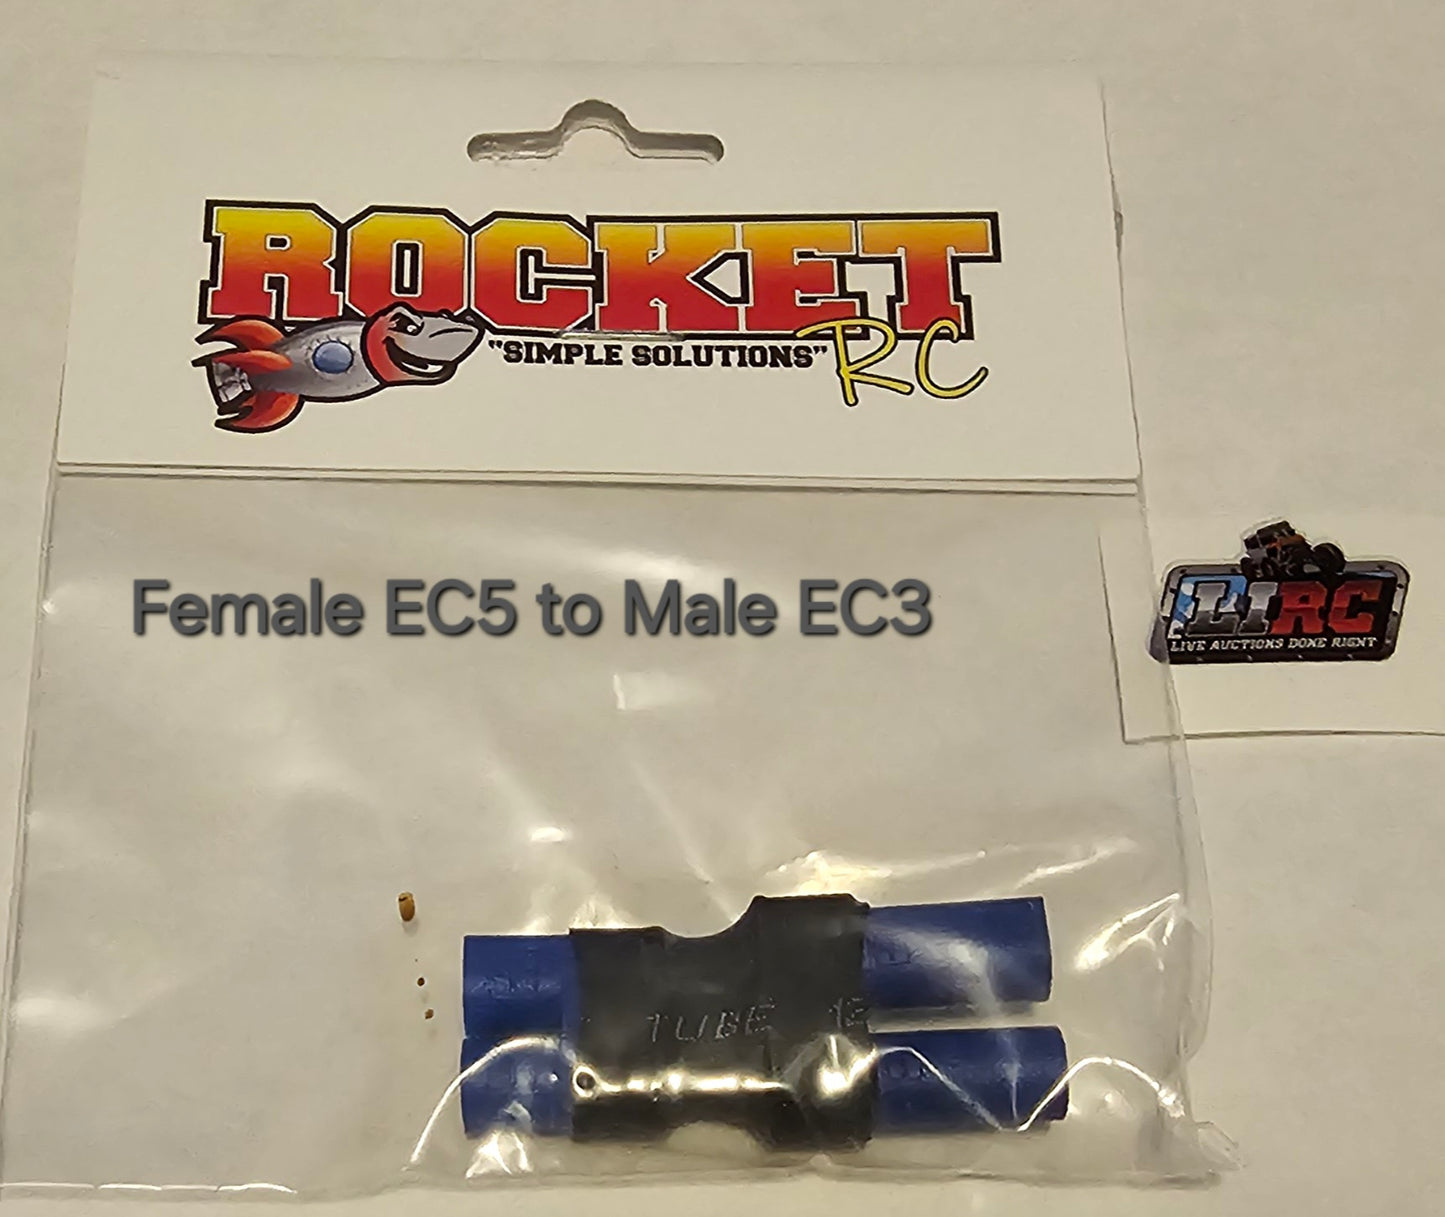 ROCKET
"SIMPLE SOLUTIONS" RC
Female EC5 to Male EC3
LIRC
LIVE AUCTIONS DONE RIGHT
TUBE